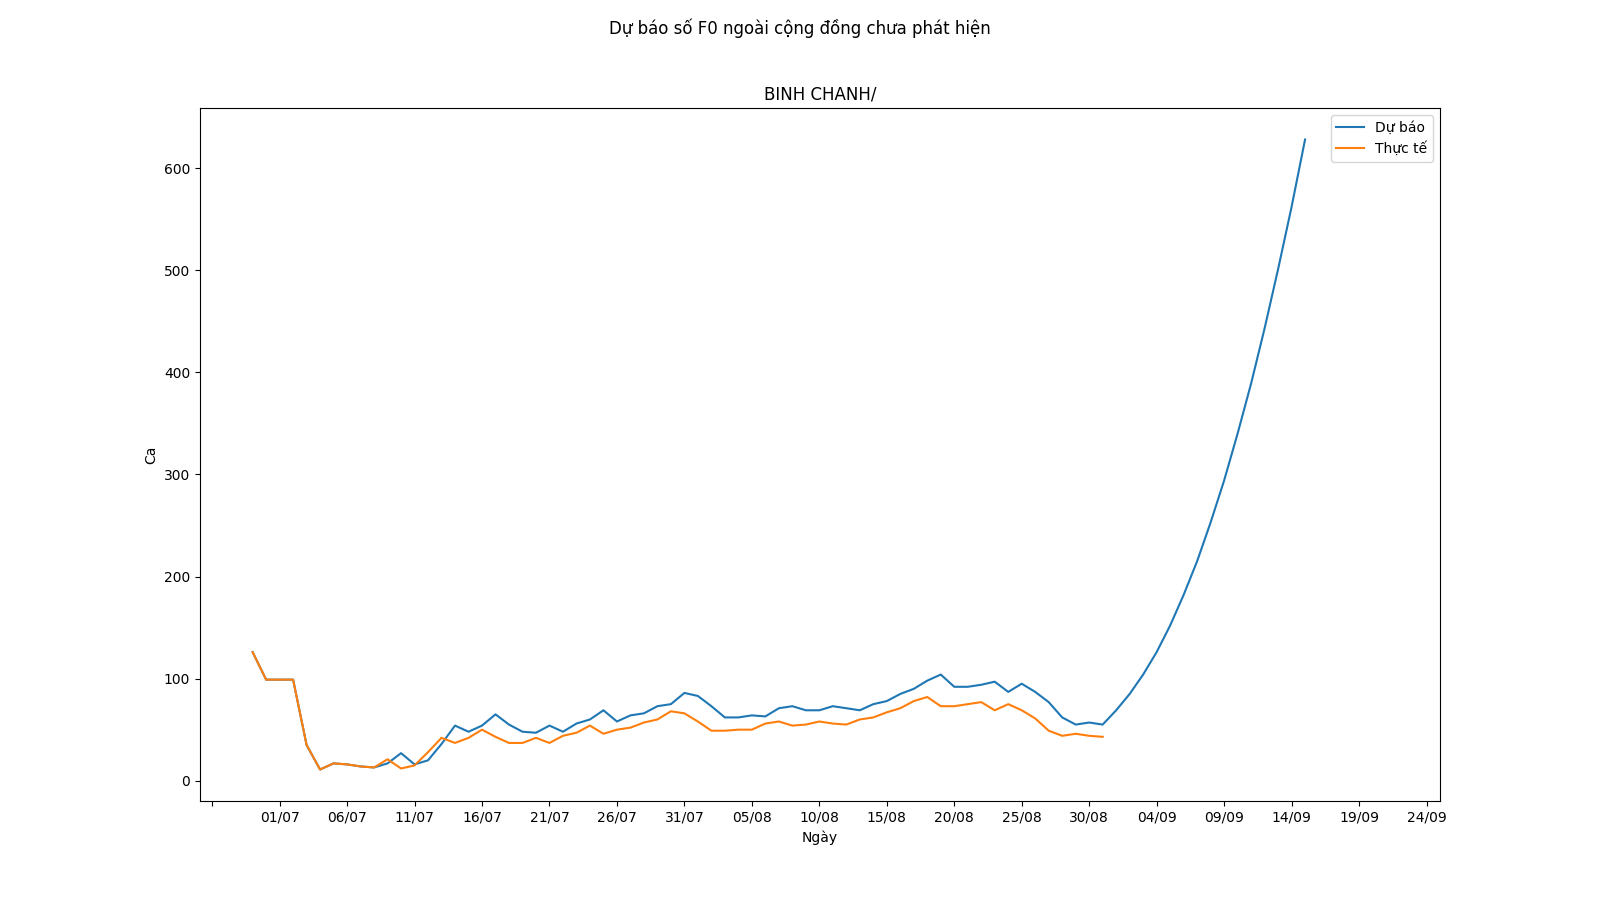 Dự báo số F0 ngoài cộng đồng chưa phát hiện
BINH CHANH/
Dự báo
Thực tế
600
500
400
300
200
100
0
Ca
01/07 06/07 11/07 16/07 21/07 26/07 31/07 05/08 10/08 15/08 20/08 25/08 30/08 04/09 09/09 14/09 19/09 24/09
Ngày